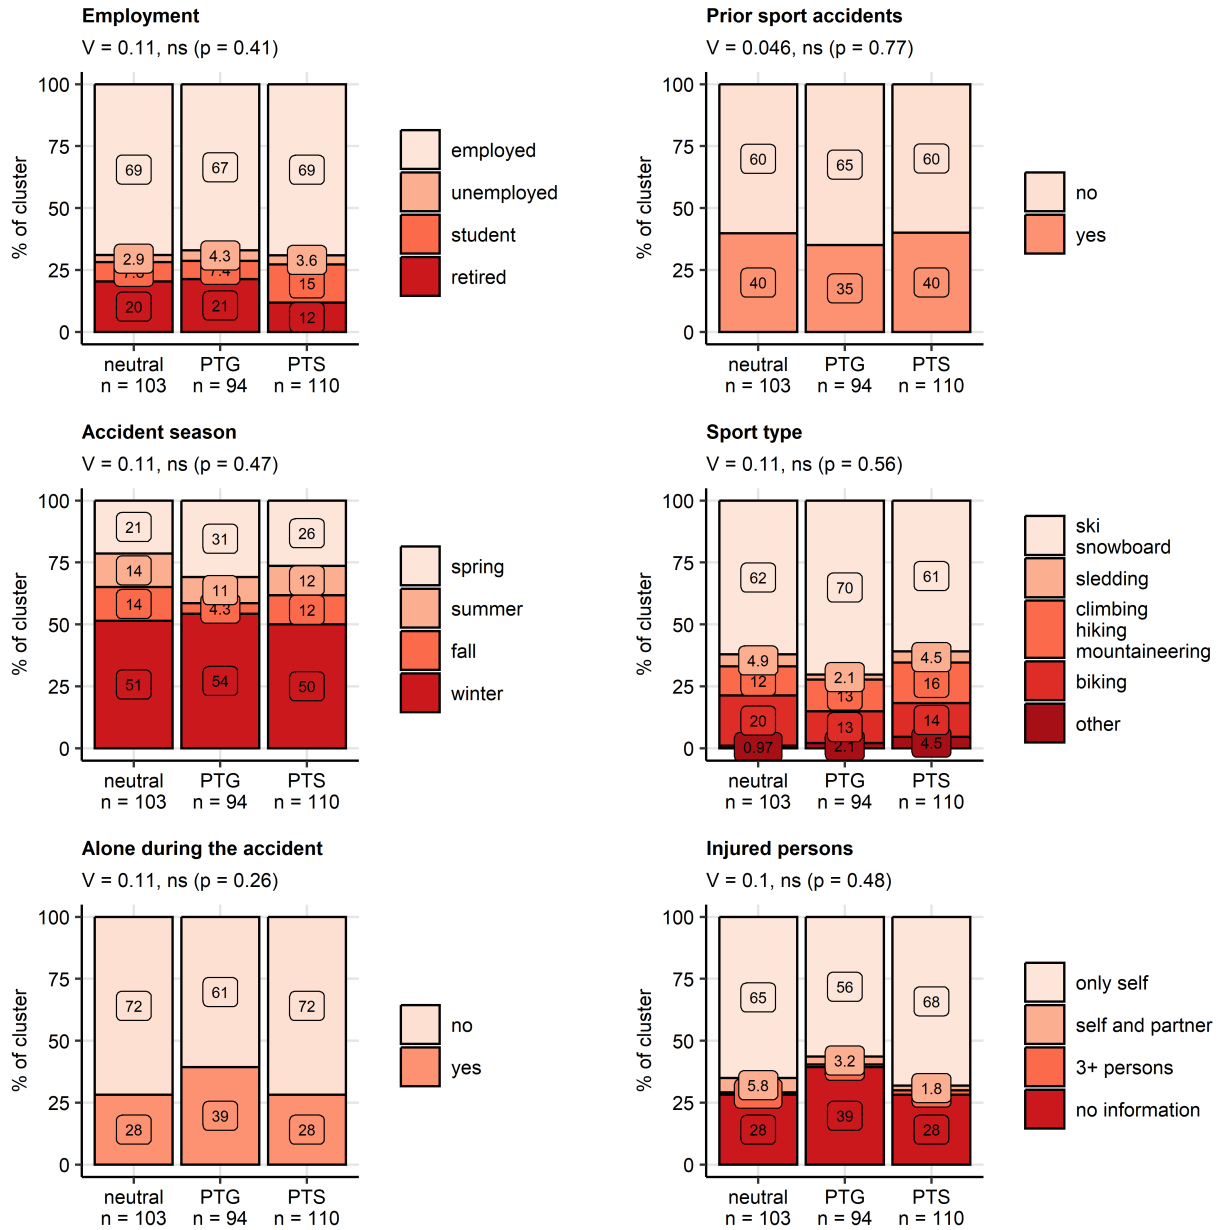 Employment
V = 0.11, ns (p = 0.41)
100
75
50
25
0
% of cluster
69
67
69
2.9
4.3
3.6
15
20
21
12
neutral
n = 103
PTG
n = 94
PTS
n = 110
employed
unemployed
student
retired
Prior sport accidents
V = 0.046, ns (p = 0.77)
100
75
50
25
0
% of cluster
60
65
60
40
35
40
neutral
n = 103
PTG
n = 94
PTS
n = 110
no
yes
Accident season
V = 0.11, ns (p = 0.47)
100
75
50
25
0
% of cluster
21
31
26
14
11
12
14
4.3
12
51
54
50
neutral
n = 103
PTG
n = 94
PTS
n = 110
spring
summer
fall
winter
Sport type
V = 0.11, ns (p = 0.56)
100
75
50
25
0
% of cluster
62
70
61
4.9
2.1
4.5
12
13
16
20
13
14
0.97
2.1
4.5
neutral
n = 103
PTG
n = 94
PTS
n = 110
ski
snowboard
sledding
climbing
hiking
mountaineering
biking
other
Alone during the accident
V = 0.11, ns (p = 0.26)
100
75
50
25
0
% of cluster
72
61
72
28
39
28
neutral
n = 103
PTG
n = 94
PTS
n = 110
no
yes
Injured persons
V = 0.1, ns (p = 0.48)
100
75
50
25
0
% of cluster
65
56
68
5.8
3.2
1.8
28
39
28
neutral
n = 103
PTG
n = 94
PTS
n = 110
only self
self and partner
3+ persons
no information